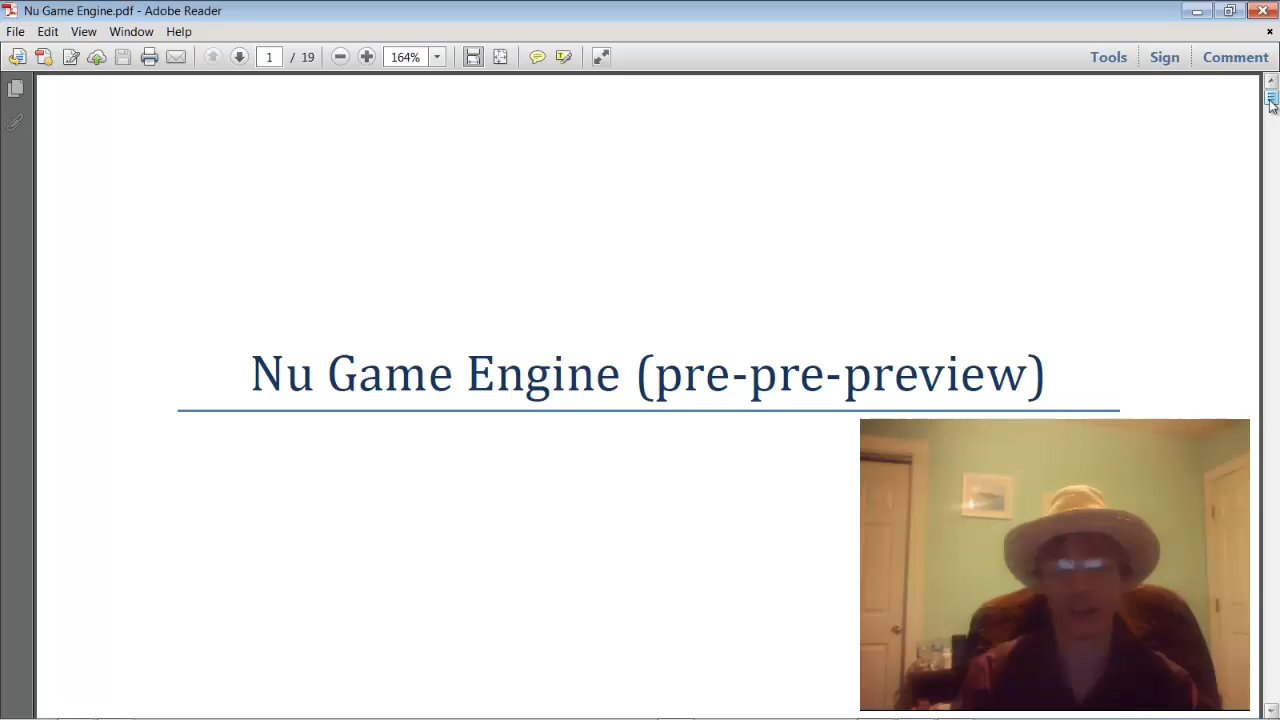 Nu Game Engine.pdf - Adobe Reader
File Edit View Window Help
1 / 19 164% Tools Sign Comment
Nu Game Engine (pre-pre-preview)